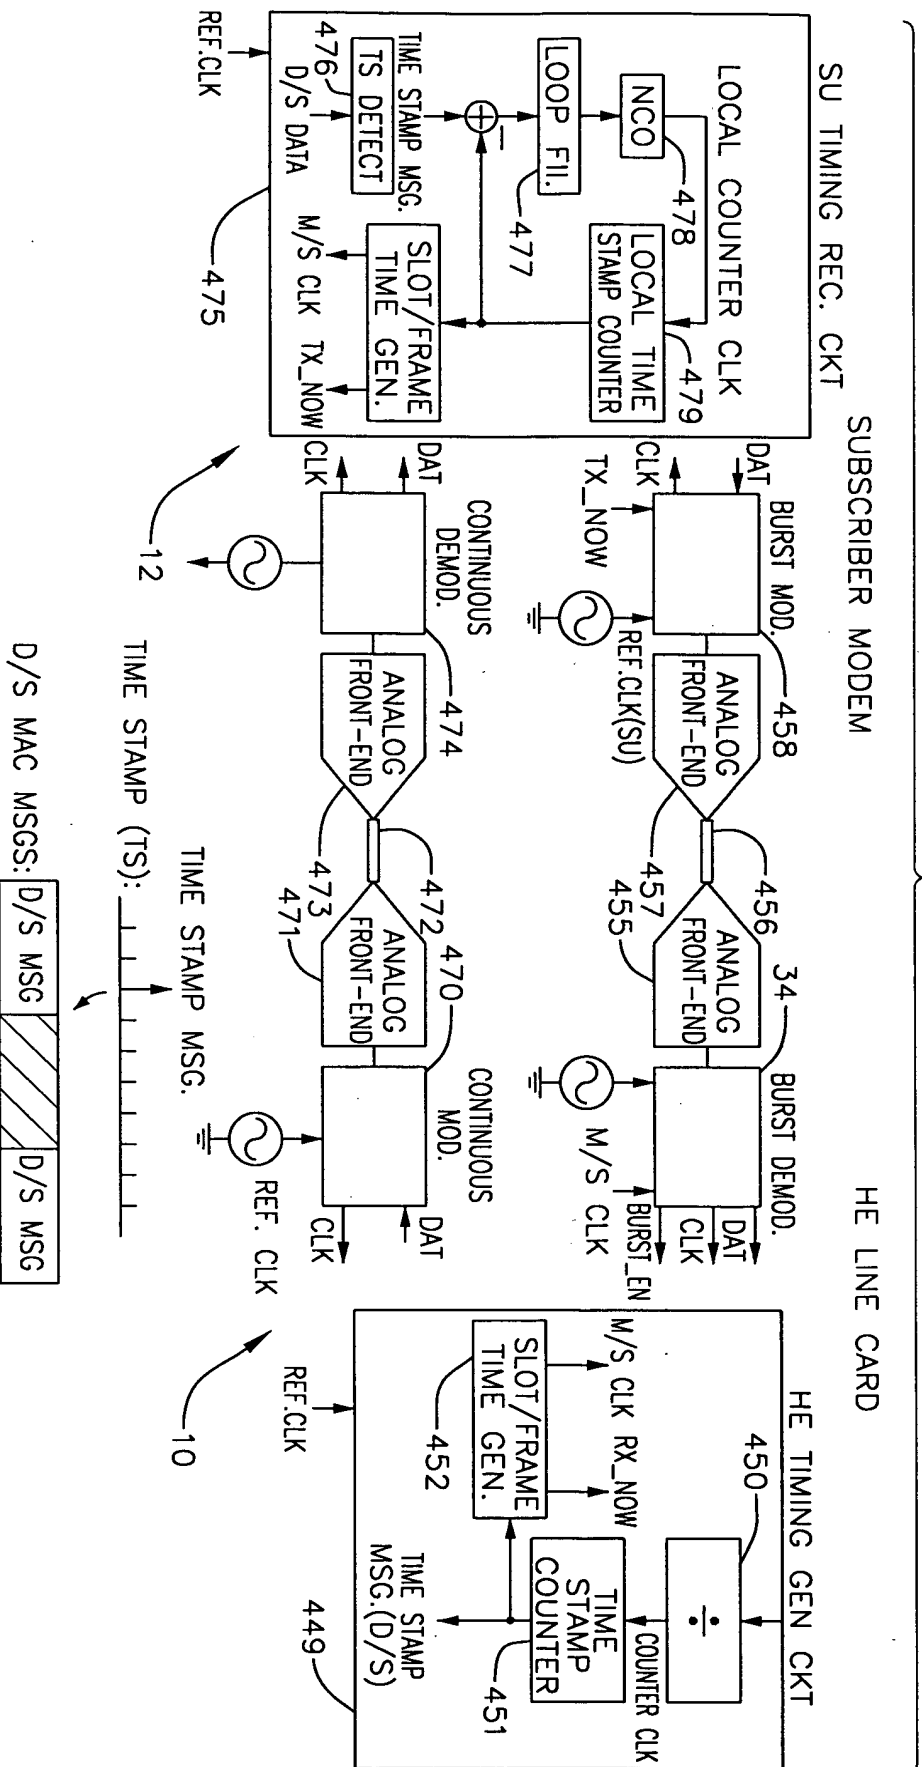 SUBSCRIBER MODEM
HE LINE CARD
SU TIMING REC. CKT
LOCAL COUNTER CLK
NCO
478
LOCAL TIME
STAMP COUNTER
479
LOOP FIL.
477
+
−
TIME STAMP MSG.
TS DETECT
476
D/S DATA
SLOT/FRAME
TIME GEN.
M/S CLK
TX_NOW
REF.CLK
475
BURST MOD.
458
DAT
CLK
TX_NOW
REF.CLK(SU)
ANALOG
FRONT-END
457
456
ANALOG
FRONT-END
455
34
BURST DEMOD.
DAT
CLK
BURST_EN
M/S CLK
CONTINUOUS
DEMOD.
474
DAT
CLK
12
ANALOG
FRONT-END
473
472
ANALOG
FRONT-END
471
470
CONTINUOUS
MOD.
DAT
CLK
REF. CLK
HE TIMING GEN CKT
450
÷
COUNTER CLK
TIME
STAMP
COUNTER
451
M/S CLK
RX_NOW
SLOT/FRAME
TIME GEN.
452
TIME STAMP
MSG.(D/S)
REF.CLK
449
10
TIME STAMP MSG.
TIME STAMP (TS):
D/S MAC MSGS:
D/S MSG
D/S MSG